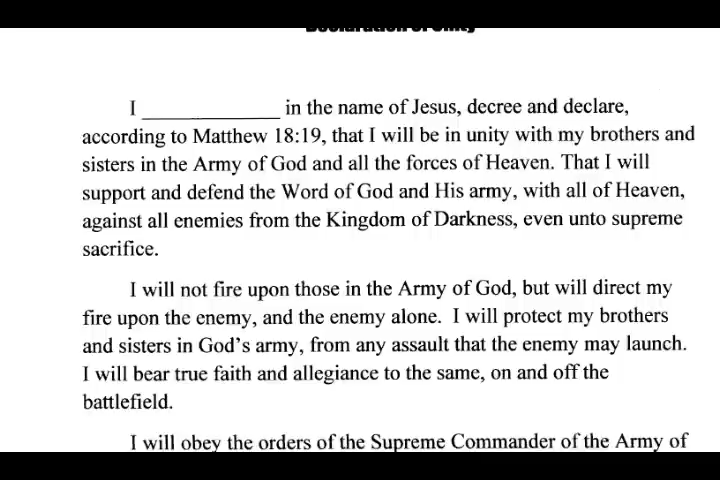 Declaration of Unity
I ______________ in the name of Jesus, decree and declare,
according to Matthew 18:19, that I will be in unity with my brothers and
sisters in the Army of God and all the forces of Heaven. That I will
support and defend the Word of God and His army, with all of Heaven,
against all enemies from the Kingdom of Darkness, even unto supreme
sacrifice.
I will not fire upon those in the Army of God, but will direct my
fire upon the enemy, and the enemy alone. I will protect my brothers
and sisters in God's army, from any assault that the enemy may launch.
I will bear true faith and allegiance to the same, on and off the
battlefield.
I will obey the orders of the Supreme Commander of the Army of